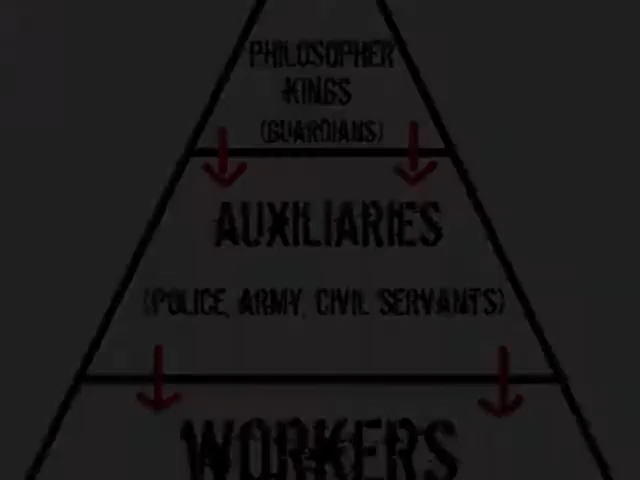 PHILOSOPHER
KINGS
(GUARDIANS)
AUXILIARIES
(POLICE, ARMY, CIVIL SERVANTS)
WORKERS